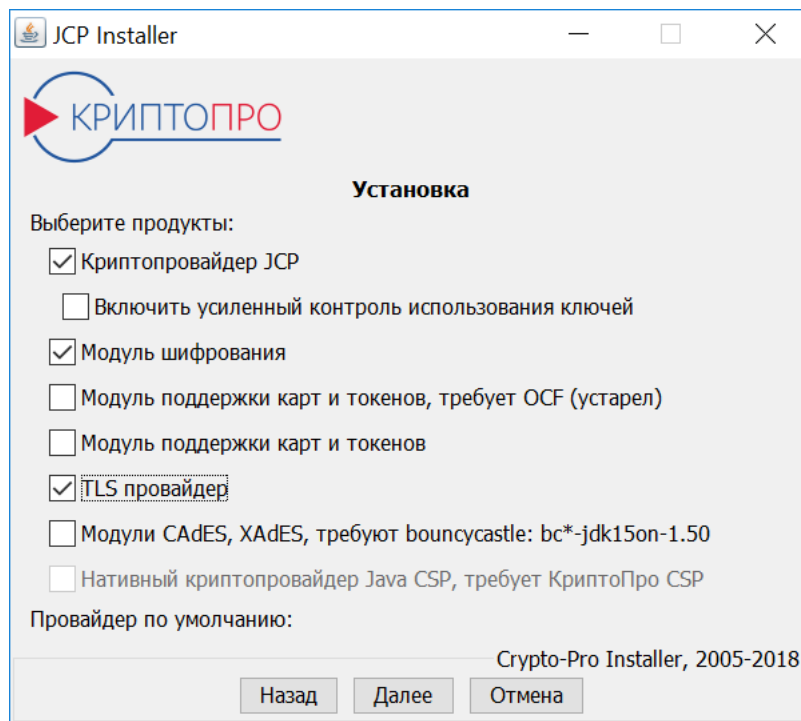 JCP Installer
КРИПТОПРО
Установка
Выберите продукты:
Криптопровайдер JCP
Включить усиленный контроль использования ключей
Модуль шифрования
Модуль поддержки карт и токенов, требует OCF (устарел)
Модуль поддержки карт и токенов
TLS провайдер
Модули CAdES, XAdES, требуют bouncycastle: bc*-jdk15on-1.50
Нативный криптопровайдер Java CSP, требует КриптоПро CSP
Провайдер по умолчанию:
Crypto-Pro Installer, 2005-2018
Назад Далее Отмена